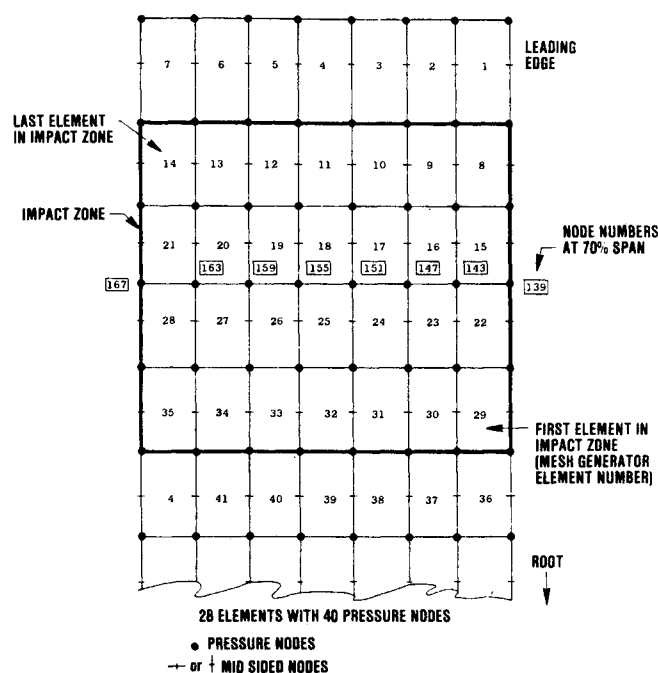 LEADING
EDGE
7 6 5 4 3 2 1
LAST ELEMENT
IN IMPACT ZONE
14 13 12 11 10 9 8
IMPACT ZONE
NODE NUMBERS
AT 70% SPAN
21 20 19 18 17 16 15
163 159 155 151 147 143
167 139
28 27 26 25 24 23 22
35 34 33 32 31 30 29
FIRST ELEMENT IN
IMPACT ZONE
(MESH GENERATOR
ELEMENT NUMBER)
4 41 40 39 38 37 36
ROOT
28 ELEMENTS WITH 40 PRESSURE NODES
PRESSURE NODES
or MID SIDED NODES